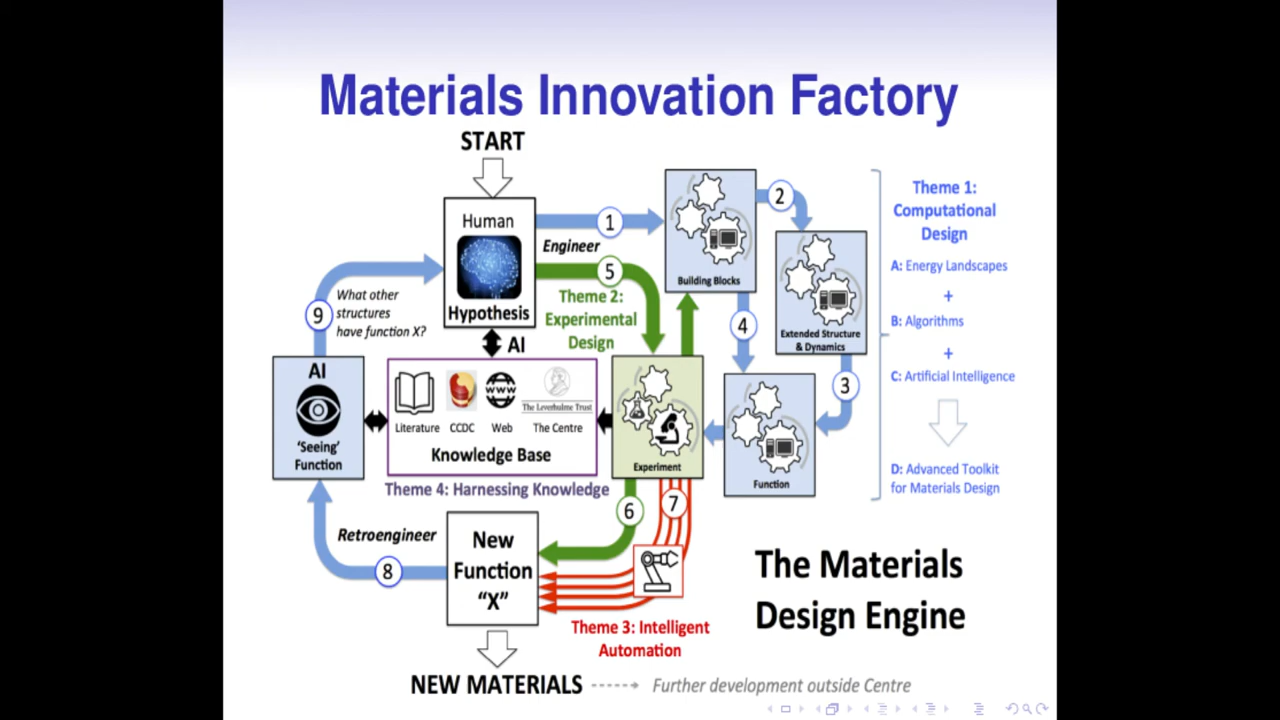 Materials Innovation Factory
START
Human
Hypothesis
1
Engineer
5
Theme 2:
Experimental
Design
Building Blocks
2
Extended Structure
& Dynamics
4
3
Theme 1:
Computational
Design
A: Energy Landscapes
+
B: Algorithms
+
C: Artificial Intelligence
D: Advanced Toolkit
for Materials Design
9
What other
structures
have function X?
AI
AI
'Seeing'
Function
WWW
The Leverhulme Trust
Literature
CCDC
Web
The Centre
Knowledge Base
Theme 4: Harnessing Knowledge
Experiment
Function
6
7
Retroengineer
8
New
Function
“X”
Theme 3: Intelligent
Automation
The Materials
Design Engine
NEW MATERIALS
Further development outside Centre